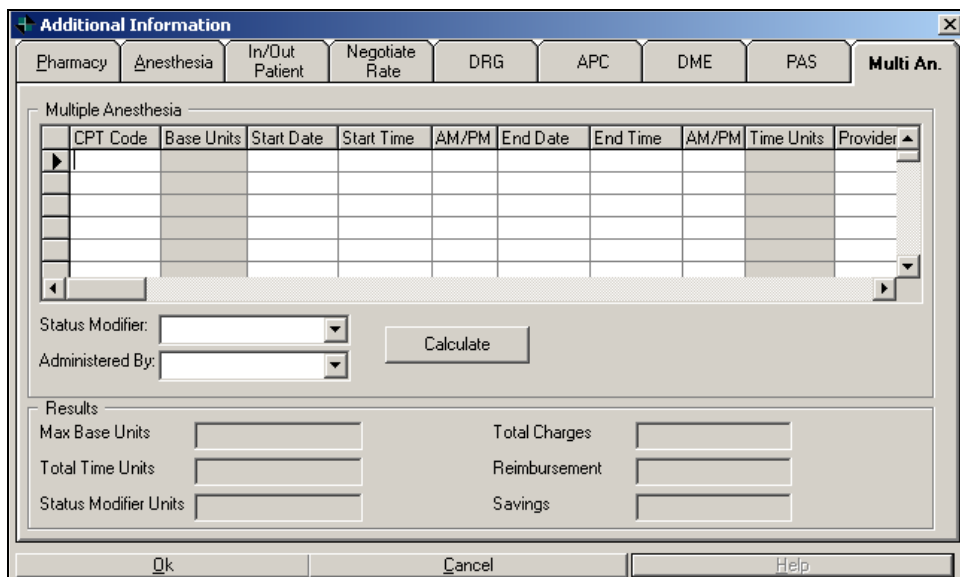 Additional Information
Pharmacy Anesthesia In/Out Patient Negotiate Rate DRG APC DME PAS Multi An.
Multiple Anesthesia
CPT Code Base Units Start Date Start Time AM/PM End Date End Time AM/PM Time Units Provider
Status Modifier:
Calculate
Administered By:
Results
Max Base Units Total Charges
Total Time Units Reimbursement
Status Modifier Units Savings
Ok Cancel Help